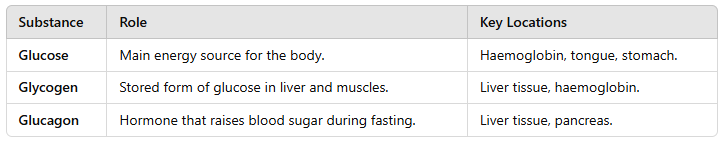 Substance Role Key Locations
Glucose Main energy source for the body. Haemoglobin, tongue, stomach.
Glycogen Stored form of glucose in liver and muscles. Liver tissue, haemoglobin.
Glucagon Hormone that raises blood sugar during fasting. Liver tissue, pancreas.